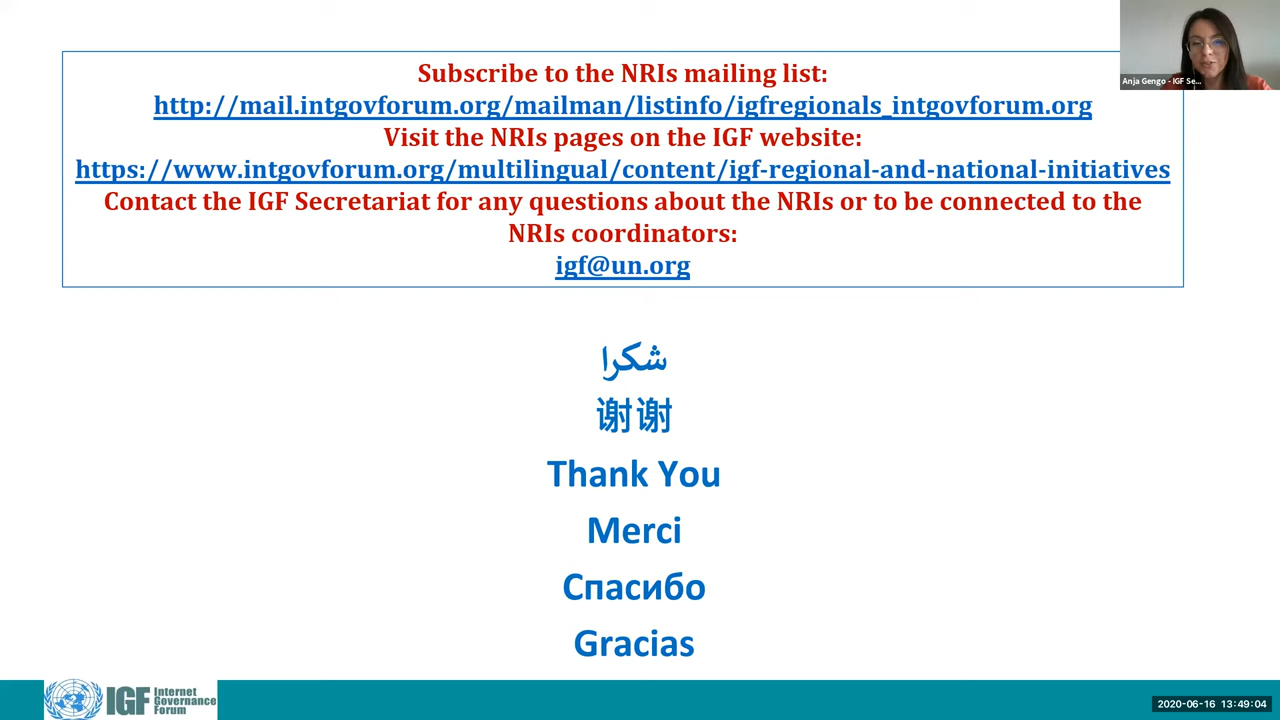 Subscribe to the NRIs mailing list:
http://mail.intgovforum.org/mailman/listinfo/igfregionals_intgovforum.org
Visit the NRIs pages on the IGF website:
https://www.intgovforum.org/multilingual/content/igf-regional-and-national-initiatives
Contact the IGF Secretariat for any questions about the NRIs or to be connected to the
NRIs coordinators:
igf@un.org
Anja Gengo - IGF Se...
شكرا
谢谢
Thank You
Merci
Спасибо
Gracias
IGF
Internet
Governance
Forum
2020-06-16 13:49:04